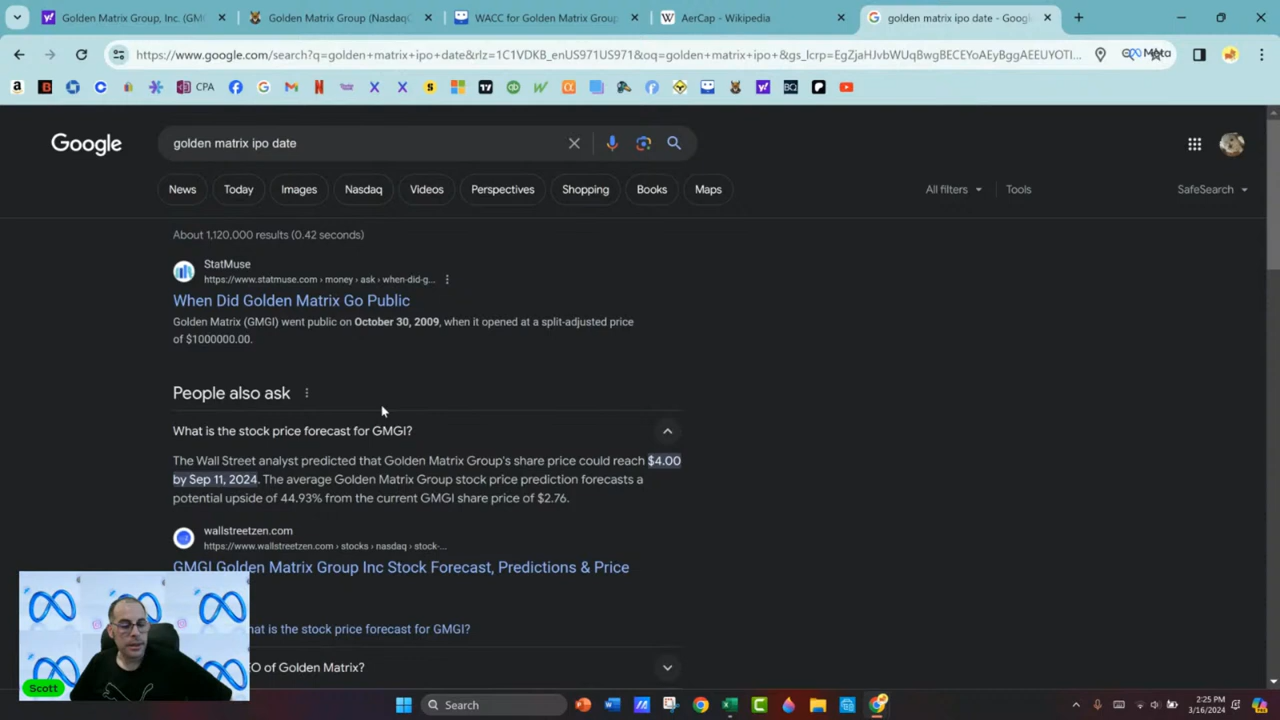 Golden Matrix Group, Inc. (GM
Golden Matrix Group (Nasdaq
WACC for Golden Matrix Group
AerCap - Wikipedia
golden matrix ipo date - Goog
https://www.google.com/search?q=golden+matrix+ipo+date&rlz=1C1VDKB_enUS971US971&oq=golden+matrix+ipo+&gs_lcrp=EgZjaHJvbWUqBwgBECEYoAEyBggAEEUYOTI...
Meta
CPA
Google
golden matrix ipo date
News
Today
Images
Nasdaq
Videos
Perspectives
Shopping
Books
Maps
All filters
Tools
SafeSearch
About 1,120,000 results (0.42 seconds)
StatMuse
https://www.statmuse.com › money › ask › when-did-g...
When Did Golden Matrix Go Public
Golden Matrix (GMGI) went public on October 30, 2009, when it opened at a split-adjusted price
of $1000000.00.
People also ask
What is the stock price forecast for GMGI?
The Wall Street analyst predicted that Golden Matrix Group's share price could reach $4.00
by Sep 11, 2024. The average Golden Matrix Group stock price prediction forecasts a
potential upside of 44.93% from the current GMGI share price of $2.76.
wallstreetzen.com
https://www.wallstreetzen.com › stocks › nasdaq › stock-...
GMGI Golden Matrix Group Inc Stock Forecast, Predictions & Price
hat is the stock price forecast for GMGI?
EO of Golden Matrix?
Scott
Search
2:25 PM
3/16/2024